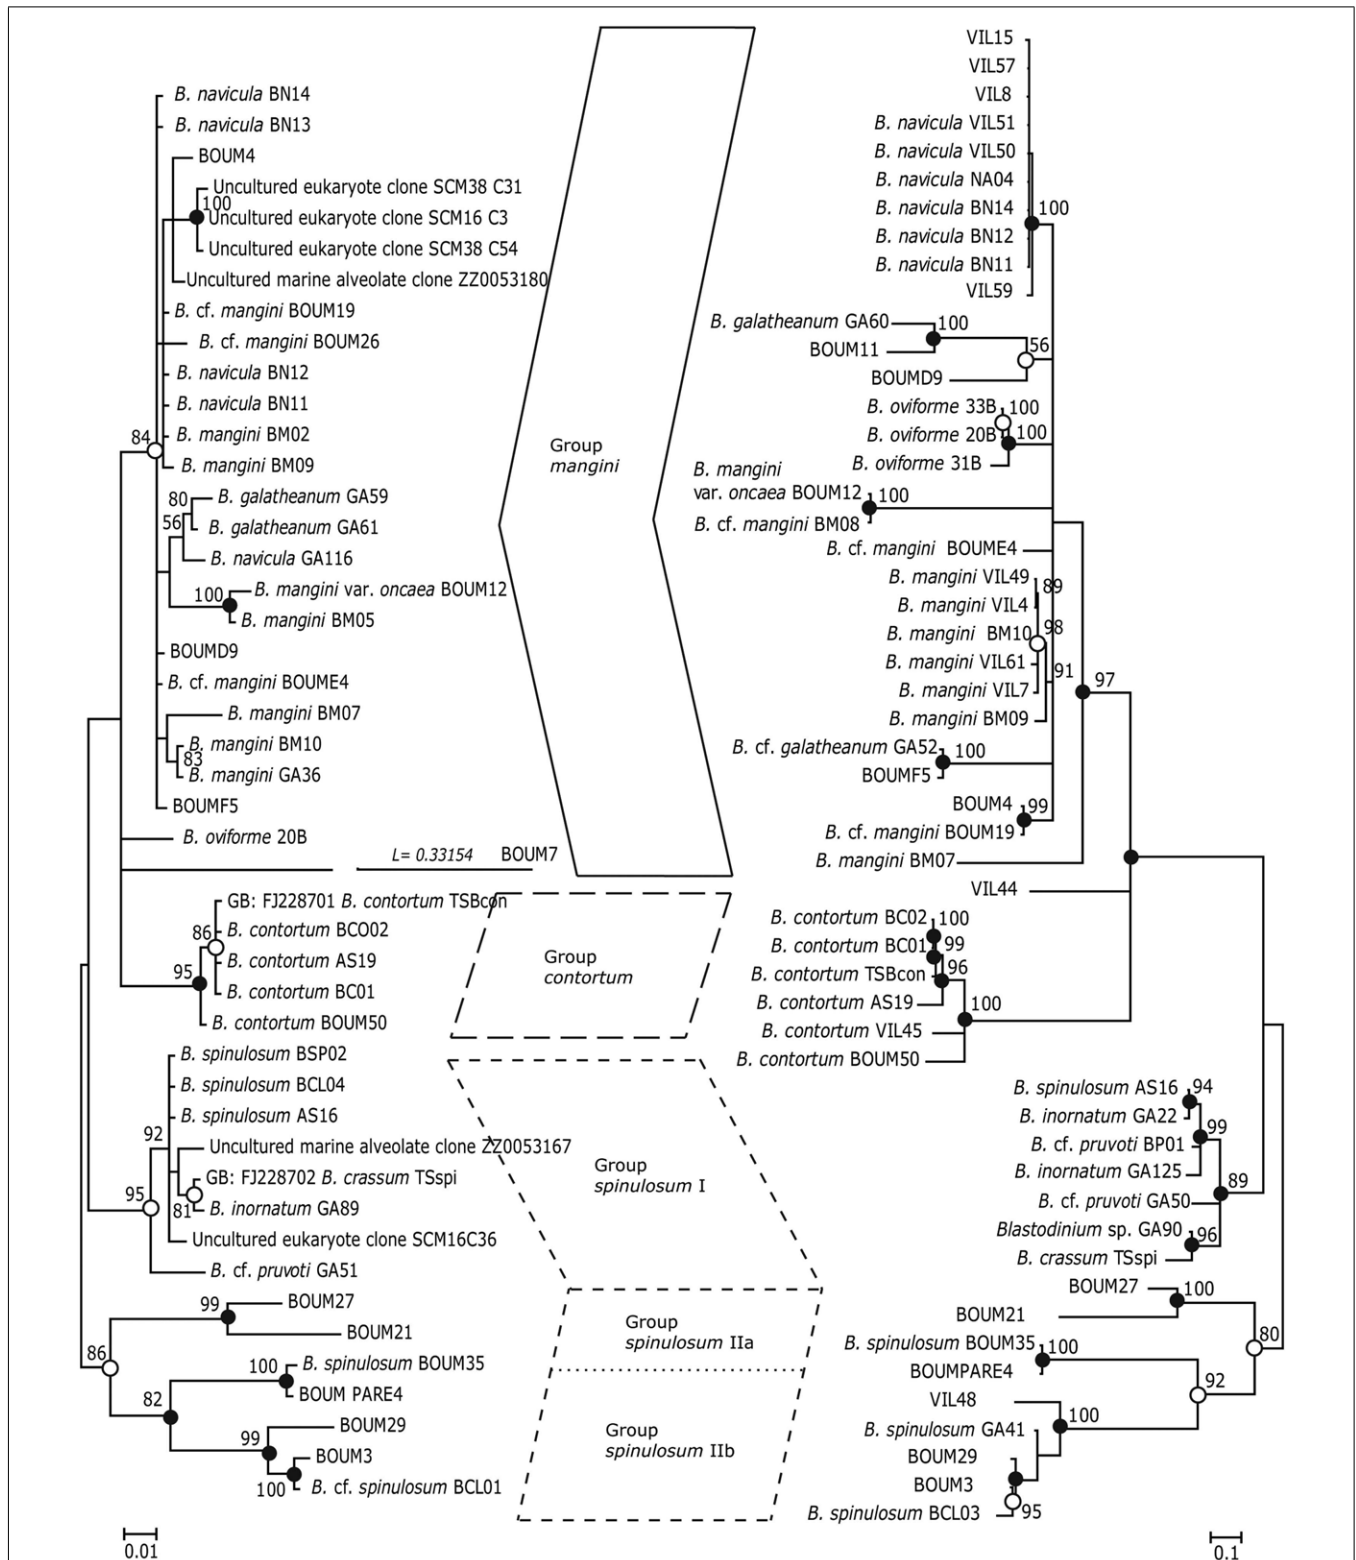 B. navicula BN14
B. navicula BN13
BOUM4
Uncultured eukaryote clone SCM38 C31
100
Uncultured eukaryote clone SCM16 C3
Uncultured eukaryote clone SCM38 C54
Uncultured marine alveolate clone ZZ0053180
B. cf. mangini BOUM19
B. cf. mangini BOUM26
B. navicula BN12
B. navicula BN11
B. mangini BM02
84
B. mangini BM09
80
B. galatheanum GA59
56
B. galatheanum GA61
B. navicula GA116
100
B. mangini var. oncaea BOUM12
B. mangini BM05
BOUMD9
B. cf. mangini BOUME4
B. mangini BM07
B. mangini BM10
83
B. mangini GA36
BOUMF5
B. oviforme 20B
L= 0.33154 BOUM7
GB: FJ228701 B. contortum TSBcon
86
B. contortum BCO02
B. contortum AS19
95
B. contortum BC01
B. contortum BOUM50
B. spinulosum BSP02
B. spinulosum BCL04
B. spinulosum AS16
92
Uncultured marine alveolate clone ZZ0053167
GB: FJ228702 B. crassum TSspi
95
81
B. inornatum GA89
Uncultured eukaryote clone SCM16C36
B. cf. pruvoti GA51
99
BOUM27
BOUM21
86
100
B. spinulosum BOUM35
BOUM PARE4
82
BOUM29
99
BOUM3
100
B. cf. spinulosum BCL01
0.01
Group
mangini
Group
contortum
Group
spinulosum I
Group
spinulosum IIa
Group
spinulosum IIb
VIL15
VIL57
VIL8
B. navicula VIL51
B. navicula VIL50
B. navicula NA04
B. navicula BN14
100
B. navicula BN12
B. navicula BN11
VIL59
B. galatheanum GA60
100
BOUM11
56
BOUMD9
B. oviforme 33B
100
B. oviforme 20B
100
B. oviforme 31B
B. mangini
var. oncaea BOUM12
100
B. cf. mangini BM08
B. cf. mangini BOUME4
B. mangini VIL49
89
B. mangini VIL4
B. mangini BM10
98
B. mangini VIL61
91
97
B. mangini VIL7
B. mangini BM09
B. cf. galatheanum GA52
100
BOUMF5
BOUM4
99
B. cf. mangini BOUM19
B. mangini BM07
VIL44
B. contortum BC02
100
B. contortum BC01
99
B. contortum TSBcon
96
B. contortum AS19
100
B. contortum VIL45
B. contortum BOUM50
B. spinulosum AS16
94
B. inornatum GA22
99
B. cf. pruvoti BP01
B. inornatum GA125
89
B. cf. pruvoti GA50
Blastodinium sp. GA90
96
B. crassum TSspi
BOUM27
100
BOUM21
80
B. spinulosum BOUM35
100
BOUMPARE4
92
VIL48
100
B. spinulosum GA41
BOUM29
BOUM3
95
B. spinulosum BCL03
0.1